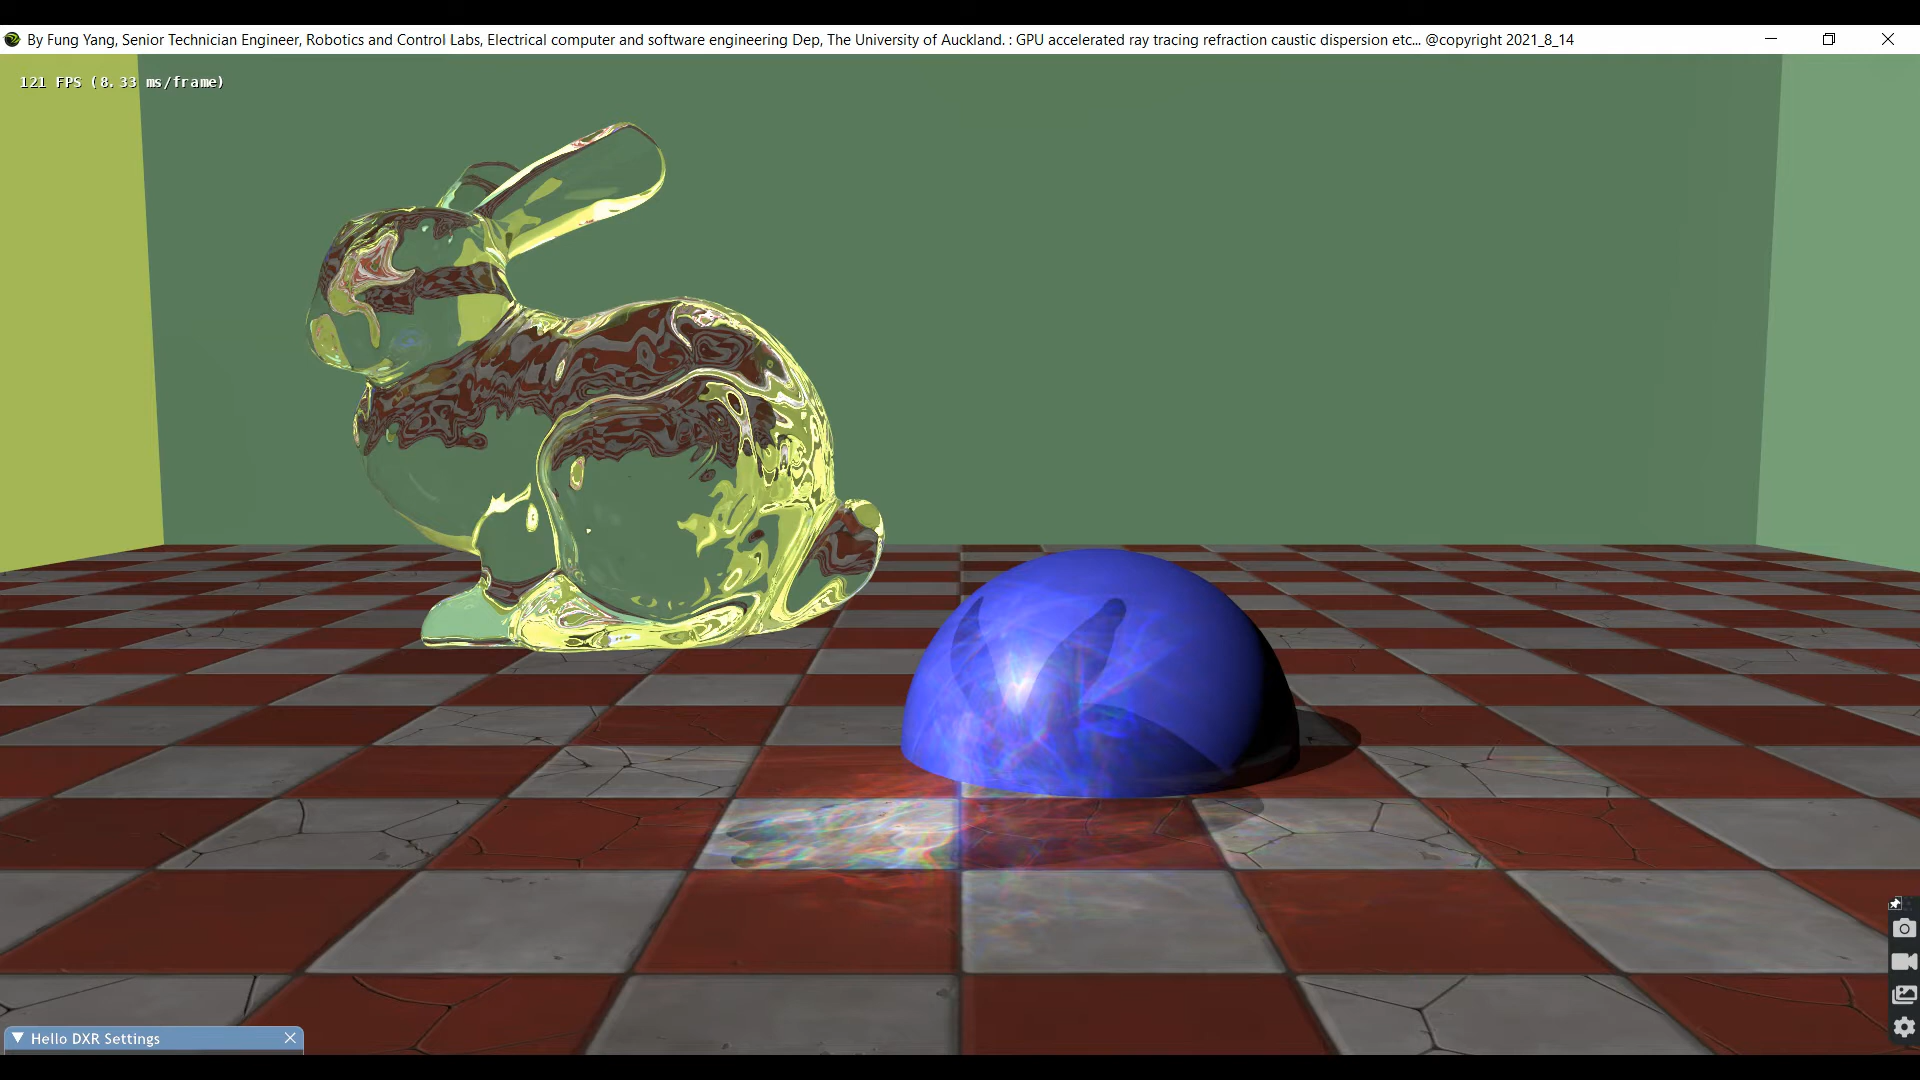 By Fung Yang, Senior Technician Engineer, Robotics and Control Labs, Electrical computer and software engineering Dep, The University of Auckland. : GPU accelerated ray tracing refraction caustic dispersion etc... @copyright 2021_8_14
121 FPS (8.33 ms/frame)
Hello DXR Settings